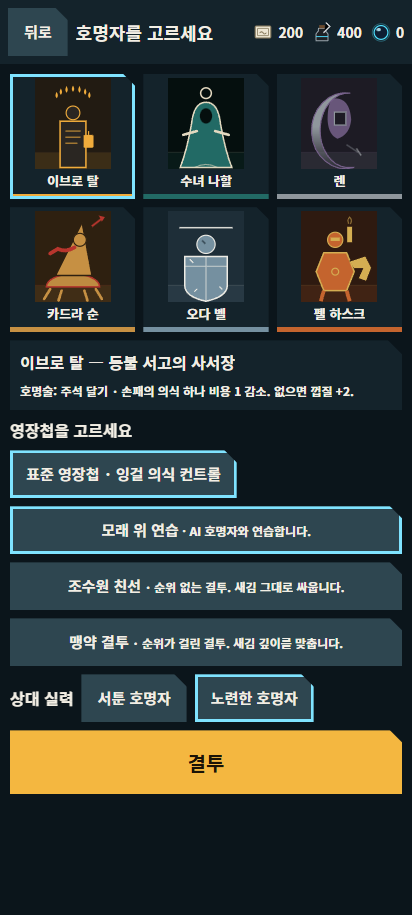 뒤로
호명자를 고르세요
200
400
0
이브로 탈
수녀 나할
렌
카드라 순
오다 벨
펠 하스크
이브로 탈 — 등불 서고의 사서장
호명술: 주석 달기 · 손패의 의식 하나 비용 1 감소. 없으면 껍질 +2.
영장첩을 고르세요
표준 영장첩 · 잉걸 의식 컨트롤
모래 위 연습 · AI 호명자와 연습합니다.
조수원 친선 · 순위 없는 결투. 새김 그대로 싸웁니다.
맹약 결투 · 순위가 걸린 결투. 새김 깊이를 맞춥니다.
상대 실력
서툰 호명자
노련한 호명자
결투